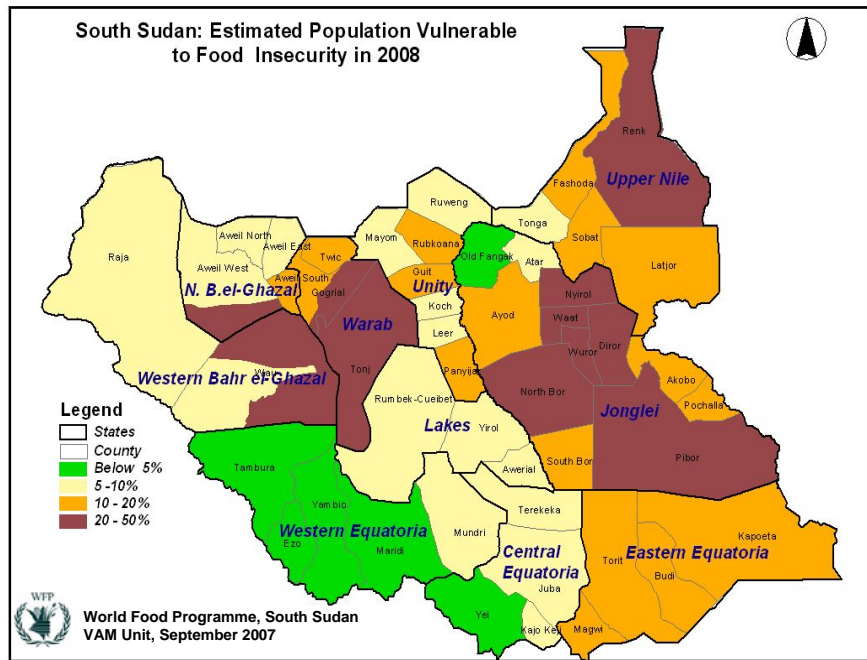 South Sudan: Estimated Population Vulnerable
to Food Insecurity in 2008
Renk
Upper Nile
Fashoda
Ruweng
Tonga
Sobat
Raja
Aweil North
Aweil East
Mayom
Rubkoana
Old Fangak
Atar
Latjor
Aweil West
Twic
Aweil South
N. B.el-Ghazal
Gogrial
Guit
Unity
Nyirol
Koch
Ayod
Waat
Warab
Leer
Diror
Wuror
Tonj
Panyijar
Akobo
Wau
Western Bahr el-Ghazal
Rumbek-Cueibet
North Bor
Pochalla
Jonglei
Lakes
Yirol
Legend
States
County
Below 5%
5 -10%
10 - 20%
20 - 50%
South Bor
Pibor
Tambura
Awerial
Yambio
Terekeka
Western Equatoria
Mundri
Kapoeta
Ezo
Maridi
Central
Equatoria
Eastern Equatoria
Torit
Budi
Juba
Yei
Kajo Keji
Magwi
WFP
World Food Programme, South Sudan
VAM Unit, September 2007